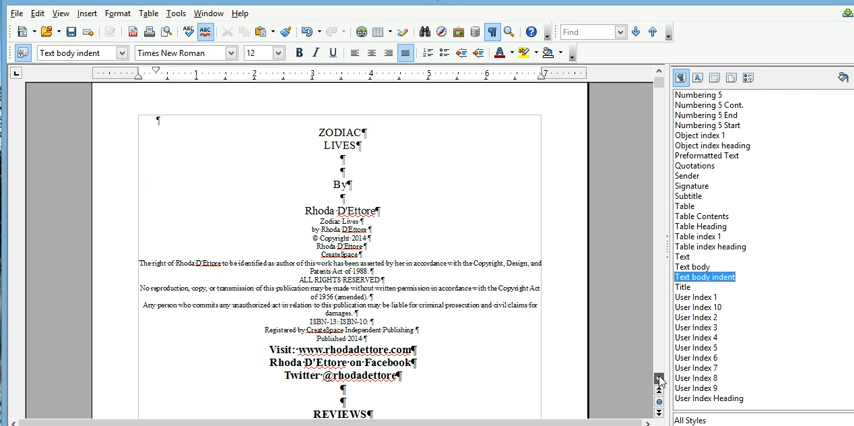 File Edit View Insert Format Table Tools Window Help
Find
Text body indent Times New Roman 12 B I U
1 2 3 4 5 6 7
ZODIAC¶
LIVES¶
¶
¶
By¶
¶
Rhoda D'Ettore¶
Zodiac Lives¶
by Rhoda D'Ettore¶
© Copyright 2014¶
Rhoda D'Ettore¶
CreateSpace¶
The right of Rhoda D'Ettore to be identified as author of this work has been asserted by her in accordance with the Copyright, Design, and
Patents Act of 1988. ¶
ALL RIGHTS RESERVED¶
No reproduction, copy, or transmission of this publication may be made without written permission in accordance with the Copyright Act
of 1956 (amended). ¶
Any person who commits any unauthorized act in relation to this publication may be liable for criminal prosecution and civil claims for
damages. ¶
ISBN-13: ISBN-10: ¶
Registered by CreateSpace Independent Publishing ¶
Published 2014¶
Visit: www.rhodadettore.com¶
Rhoda D'Ettore on Facebook¶
Twitter @rhodadettore¶
¶
¶
REVIEWS¶
Numbering 5
Numbering 5 Cont.
Numbering 5 End
Numbering 5 Start
Object index 1
Object index heading
Preformatted Text
Quotations
Sender
Signature
Subtitle
Table
Table Contents
Table Heading
Table index 1
Table index heading
Text
Text body
Text body indent
Title
User Index 1
User Index 10
User Index 2
User Index 3
User Index 4
User Index 5
User Index 6
User Index 7
User Index 8
User Index 9
User Index Heading
All Styles